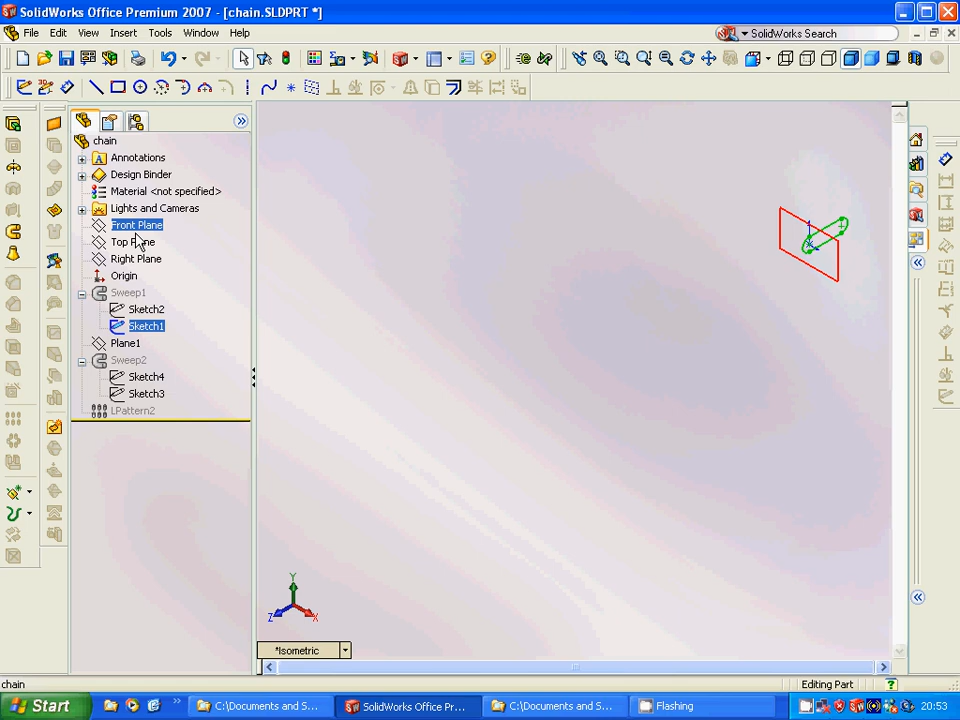 SolidWorks Office Premium 2007 - [chain.SLDPRT *]
File Edit View Insert Tools Window Help
SolidWorks Search
chain
Annotations
Design Binder
Material <not specified>
Lights and Cameras
Front Plane
Top Plane
Right Plane
Origin
Sweep1
Sketch2
Sketch1
Plane1
Sweep2
Sketch4
Sketch3
LPattern2
Y
Z
X
*Isometric
chain
Editing Part
Start
C:\Documents and S...
SolidWorks Office Pr...
C:\Documents and S...
Flashing
20:53